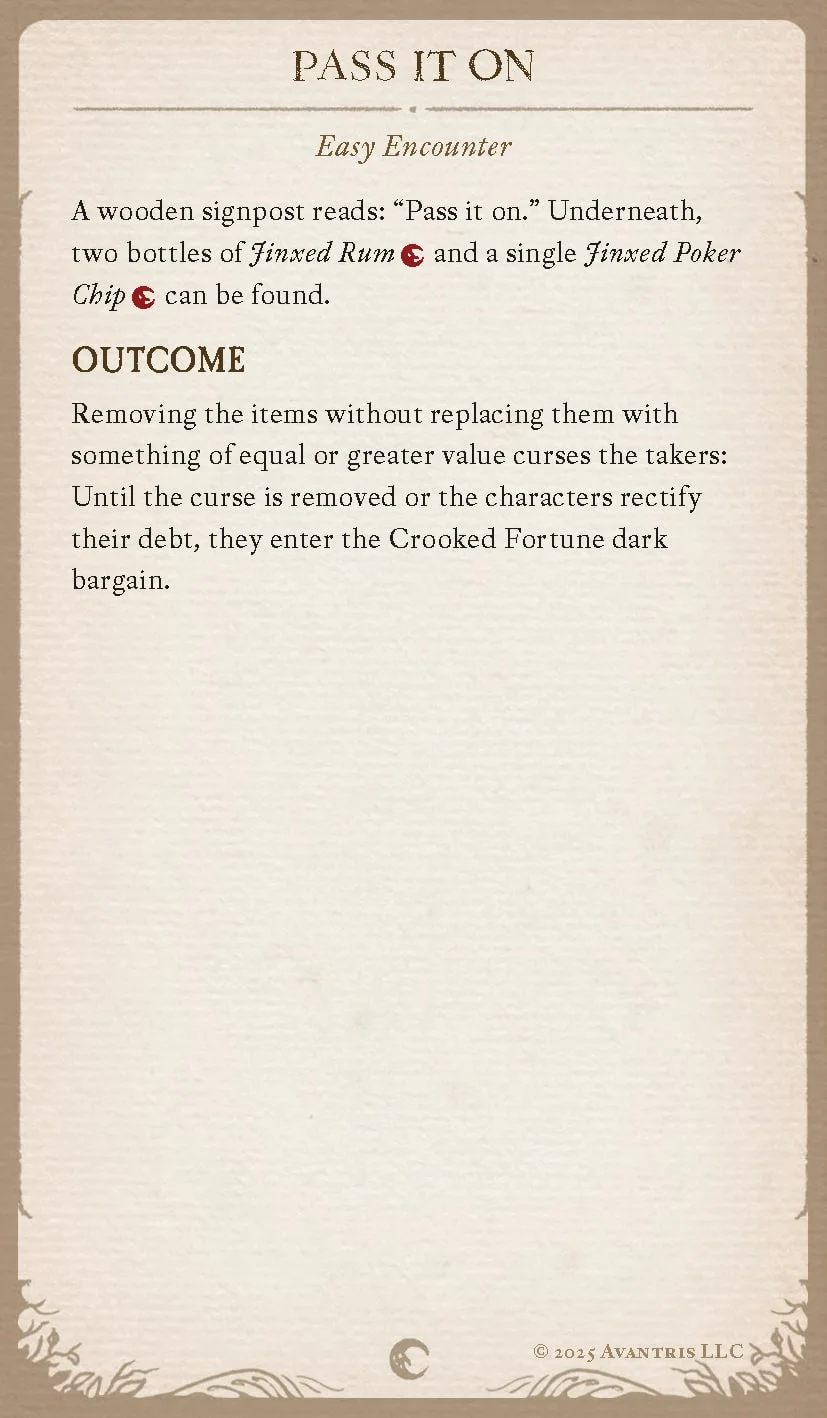 PASS IT ON
Easy Encounter
A wooden signpost reads: “Pass it on.” Underneath,
two bottles of Jinxed Rum and a single Jinxed Poker
Chip can be found.
OUTCOME
Removing the items without replacing them with
something of equal or greater value curses the takers:
Until the curse is removed or the characters rectify
their debt, they enter the Crooked Fortune dark
bargain.
© 2025 Avantris LLC